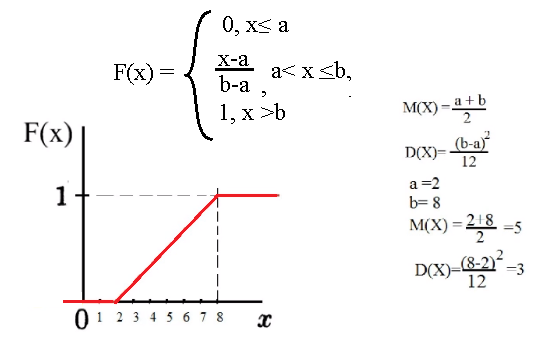 0, x≤ a
F(x) = x-a / b-a , a< x ≤b,
1, x >b
.
F(x)
1
0 1 2 3 4 5 6 7 8 x
M(X) = a + b / 2
D(X)= (b-a)² / 12
a =2
b= 8
M(X) = 2+8 / 2 =5
D(X)= (8-2)² / 12 =3